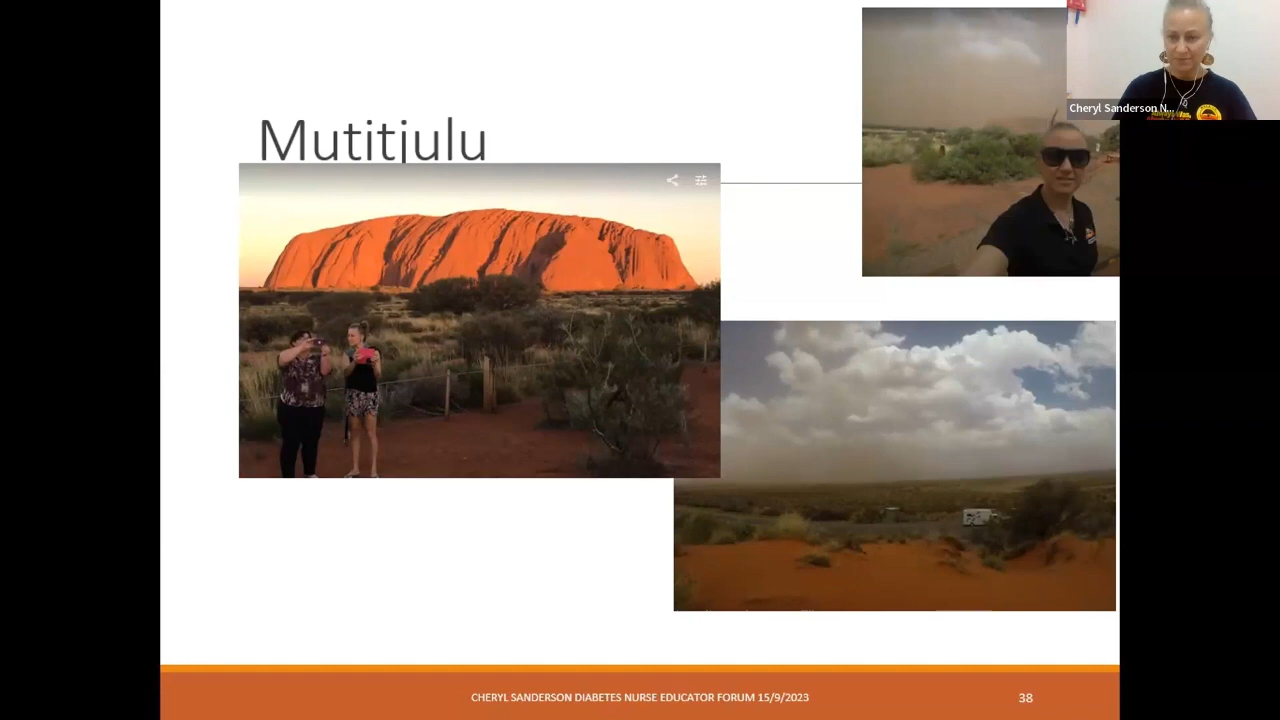 Mutitjulu
Cheryl Sanderson N...
CHERYL SANDERSON DIABETES NURSE EDUCATOR FORUM 15/9/2023
38